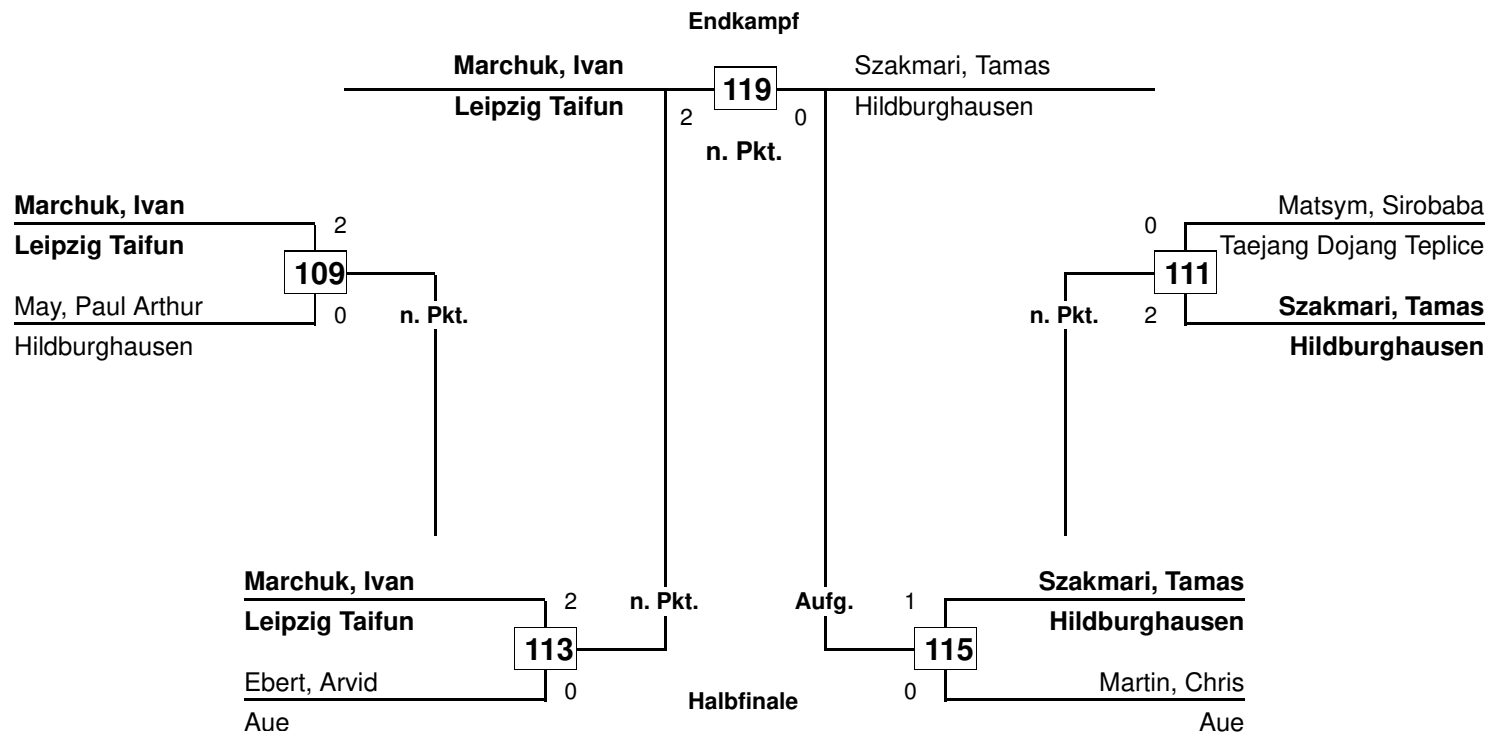 Endkampf
Marchuk, Ivan
Leipzig Taifun
119
Szakmari, Tamas
Hildburghausen
2
0
n. Pkt.
Marchuk, Ivan
Leipzig Taifun
2
109
May, Paul Arthur
Hildburghausen
0
n. Pkt.
Matsym, Sirobaba
Taejang Dojang Teplice
0
111
Szakmari, Tamas
Hildburghausen
2
n. Pkt.
Marchuk, Ivan
Leipzig Taifun
2
n. Pkt.
113
Ebert, Arvid
Aue
0
Halbfinale
Aufg.
1
Szakmari, Tamas
Hildburghausen
115
0
Martin, Chris
Aue